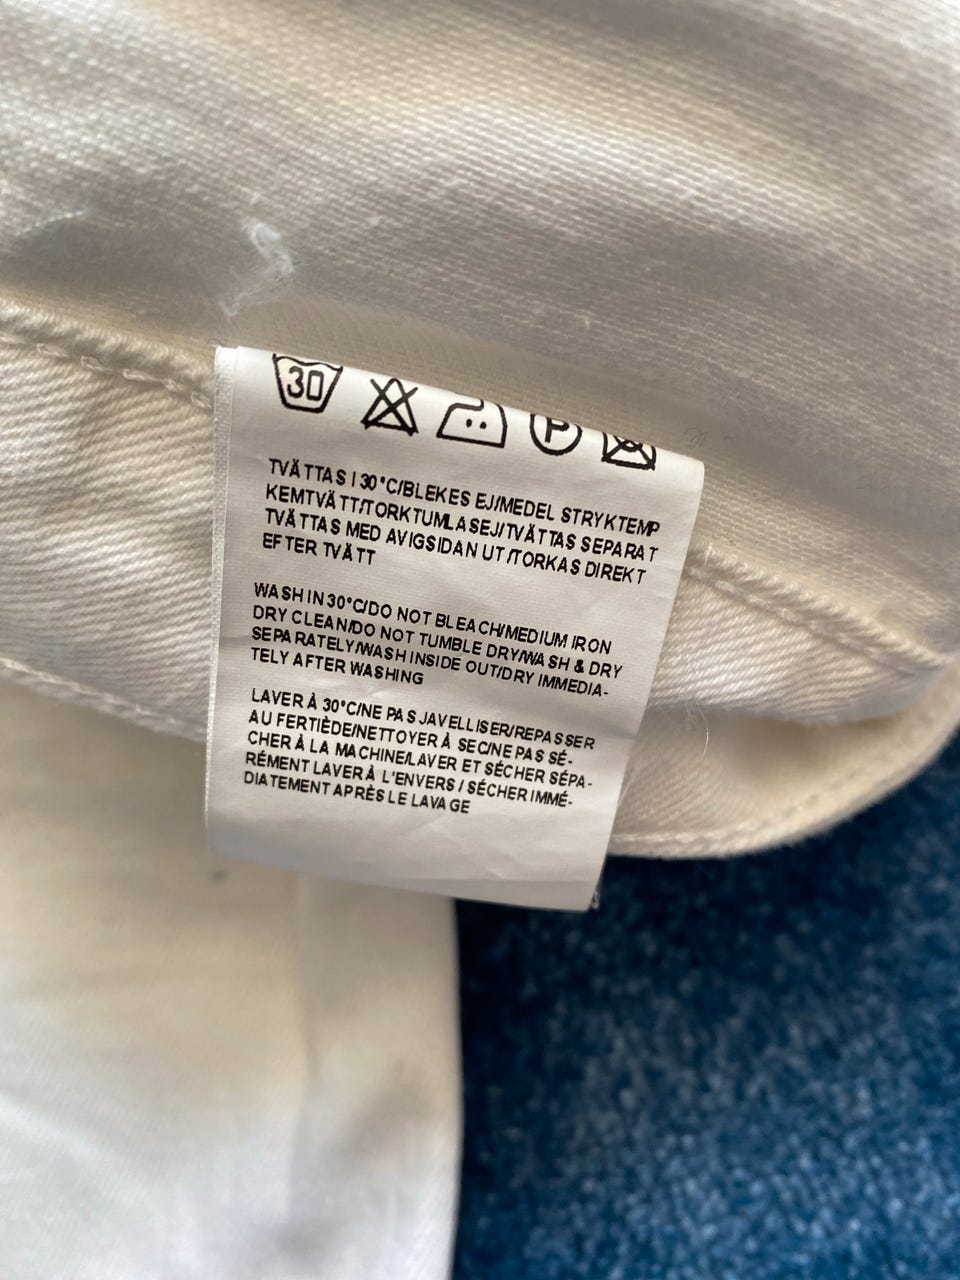 30
P
TVÄTTAS I 30°C/BLEKES EJ/MEDEL STRYKTEMP
KEMTVÄTT/TORKTUMLAS EJ/TVÄTTAS SEPARAT
TVÄTTAS MED AVIGSIDAN UT/TORKAS DIREKT
EFTER TVÄTT
WASH IN 30°C/DO NOT BLEACH/MEDIUM IRON
DRY CLEAN/DO NOT TUMBLE DRY/WASH & DRY
SEPARATELY/WASH INSIDE OUT/DRY IMMEDIA-
TELY AFTER WASHING
LAVER À 30°C/NE PAS JAVELLISER/REPASSER
AU FERTIÈDE/NETTOYER À SEC/NE PAS SÉ-
CHER À LA MACHINE/LAVER ET SÉCHER SÉPA-
RÉMENT LAVER À L'ENVERS / SÉCHER IMMÉ-
DIATEMENT APRÈS LE LAVAGE